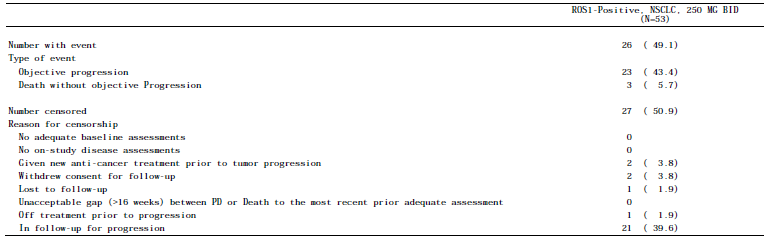 ROS1-Positive, NSCLC, 250 MG BID
(N=53)
Number with event 26 ( 49.1)
Type of event
Objective progression 23 ( 43.4)
Death without objective Progression 3 ( 5.7)
Number censored 27 ( 50.9)
Reason for censorship
No adequate baseline assessments 0
No on-study disease assessments 0
Given new anti-cancer treatment prior to tumor progression 2 ( 3.8)
Withdrew consent for follow-up 2 ( 3.8)
Lost to follow-up 1 ( 1.9)
Unacceptable gap (>16 weeks) between PD or Death to the most recent prior adequate assessment 0
Off treatment prior to progression 1 ( 1.9)
In follow-up for progression 21 ( 39.6)